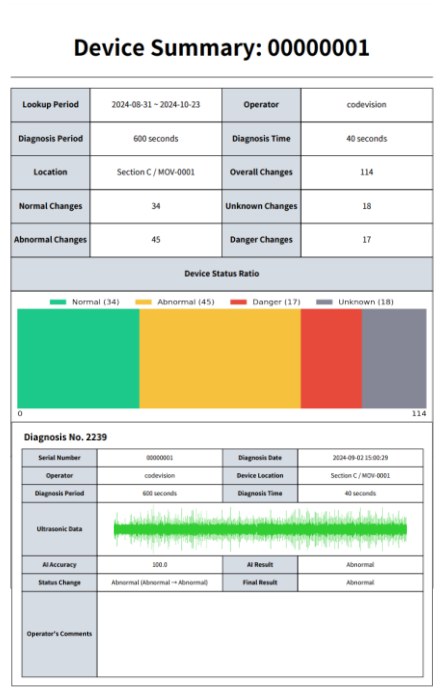 Device Summary: 00000001
Lookup Period 2024-08-31 ~ 2024-10-23 Operator codevision
Diagnosis Period 600 seconds Diagnosis Time 40 seconds
Location Section C / MOV-0001 Overall Changes 114
Normal Changes 34 Unknown Changes 18
Abnormal Changes 45 Danger Changes 17
Device Status Ratio
Normal (34) Abnormal (45) Danger (17) Unknown (18)
0 114
Diagnosis No. 2239
Serial Number 00000001 Diagnosis Date 2024-09-02 15:00:29
Operator codevision Device Location Section C / MOV-0001
Diagnosis Period 600 seconds Diagnosis Time 40 seconds
Ultrasonic Data
AI Accuracy 100.0 AI Result Abnormal
Status Change Abnormal (Abnormal → Abnormal) Final Result Abnormal
Operator's Comments